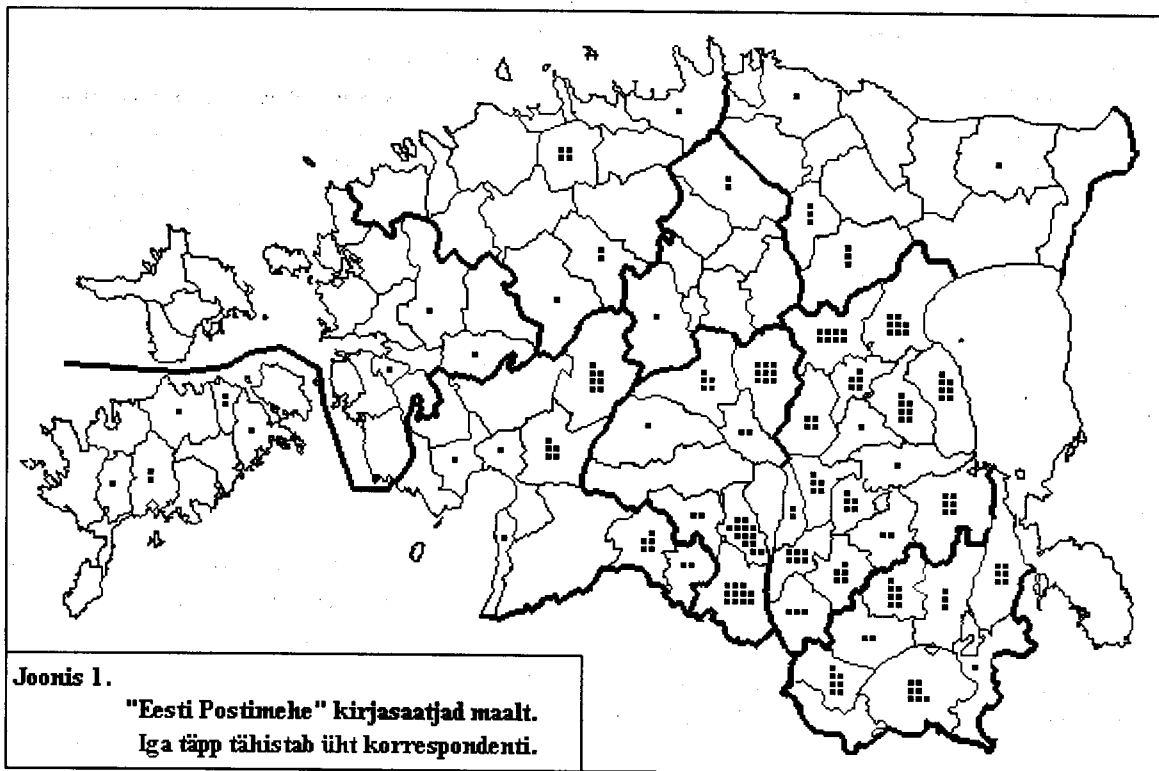 Joonis 1.
"Eesti Postimehe" kirjasaatjad maalt.
Iga täpp tähistab üht korrespondenti.